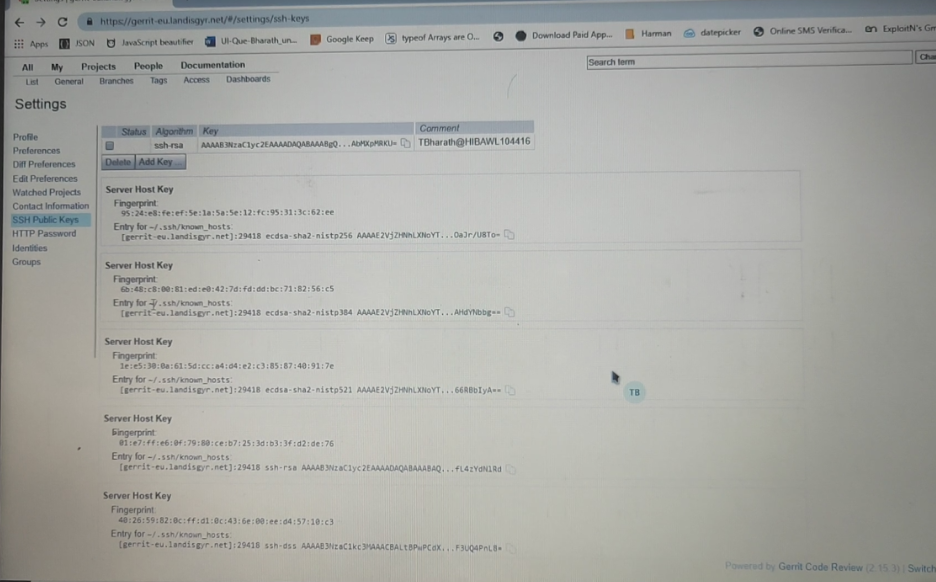 https://gerrit-eu.landisgyr.net/#/settings/ssh-keys
Apps JSON JavaScript beautifier UI-Que-Bharath_un... Google Keep typeof Arrays are O... Download Paid App... Harman datepicker Online SMS Verifica... ExploitN's Gm
All My Projects People Documentation
Search term
List General Branches Tags Access Dashboards
Settings
Profile
Preferences
Diff Preferences
Edit Preferences
Watched Projects
Contact Information
SSH Public Keys
HTTP Password
Identities
Groups
Status Algorithm Key Comment
ssh-rsa AAAAB3NzaC1yc2EAAAADAQABAAABgQ...AbMXpMRKU= TBharath@HIBAWL104416
Delete Add Key ...
Server Host Key
Fingerprint:
95:24:e8:fe:ef:5e:1a:5a:5e:12:fc:95:31:3c:62:ee
Entry for ~/.ssh/known_hosts:
[gerrit-eu.landisgyr.net]:29418 ecdsa-sha2-nistp256 AAAAE2VjZHNhLXNoYT...OaJr/U8To=
Server Host Key
Fingerprint:
6b:48:c8:00:81:ed:e0:42:7d:fd:dd:bc:71:82:56:c5
Entry for ~/.ssh/known_hosts:
[gerrit-eu.landisgyr.net]:29418 ecdsa-sha2-nistp384 AAAAE2VjZHNhLXNoYT...AHdYNbbg==
Server Host Key
Fingerprint:
1e:e5:30:0a:61:5d:cc:a4:d4:e2:c3:85:87:40:91:7e
Entry for ~/.ssh/known_hosts:
[gerrit-eu.landisgyr.net]:29418 ecdsa-sha2-nistp521 AAAAE2VjZHNhLXNoYT...66RBbIyA==
TB
Server Host Key
Fingerprint:
01:e7:ff:e6:0f:79:80:ce:b7:25:3d:b3:3f:d2:de:76
Entry for ~/.ssh/known_hosts:
[gerrit-eu.landisgyr.net]:29418 ssh-rsa AAAAB3NzaC1yc2EAAAADAQABAAABAQ...fL4zYdN1Rd
Server Host Key
Fingerprint:
40:26:59:82:0c:ff:d1:0c:43:6e:00:ee:d4:57:10:c3
Entry for ~/.ssh/known_hosts:
[gerrit-eu.landisgyr.net]:29418 ssh-dss AAAAB3NzaC1kc3MAAACBALtBPwPCdX...F3UQ4PnLB=
Powered by Gerrit Code Review (2.15.3) | Switch